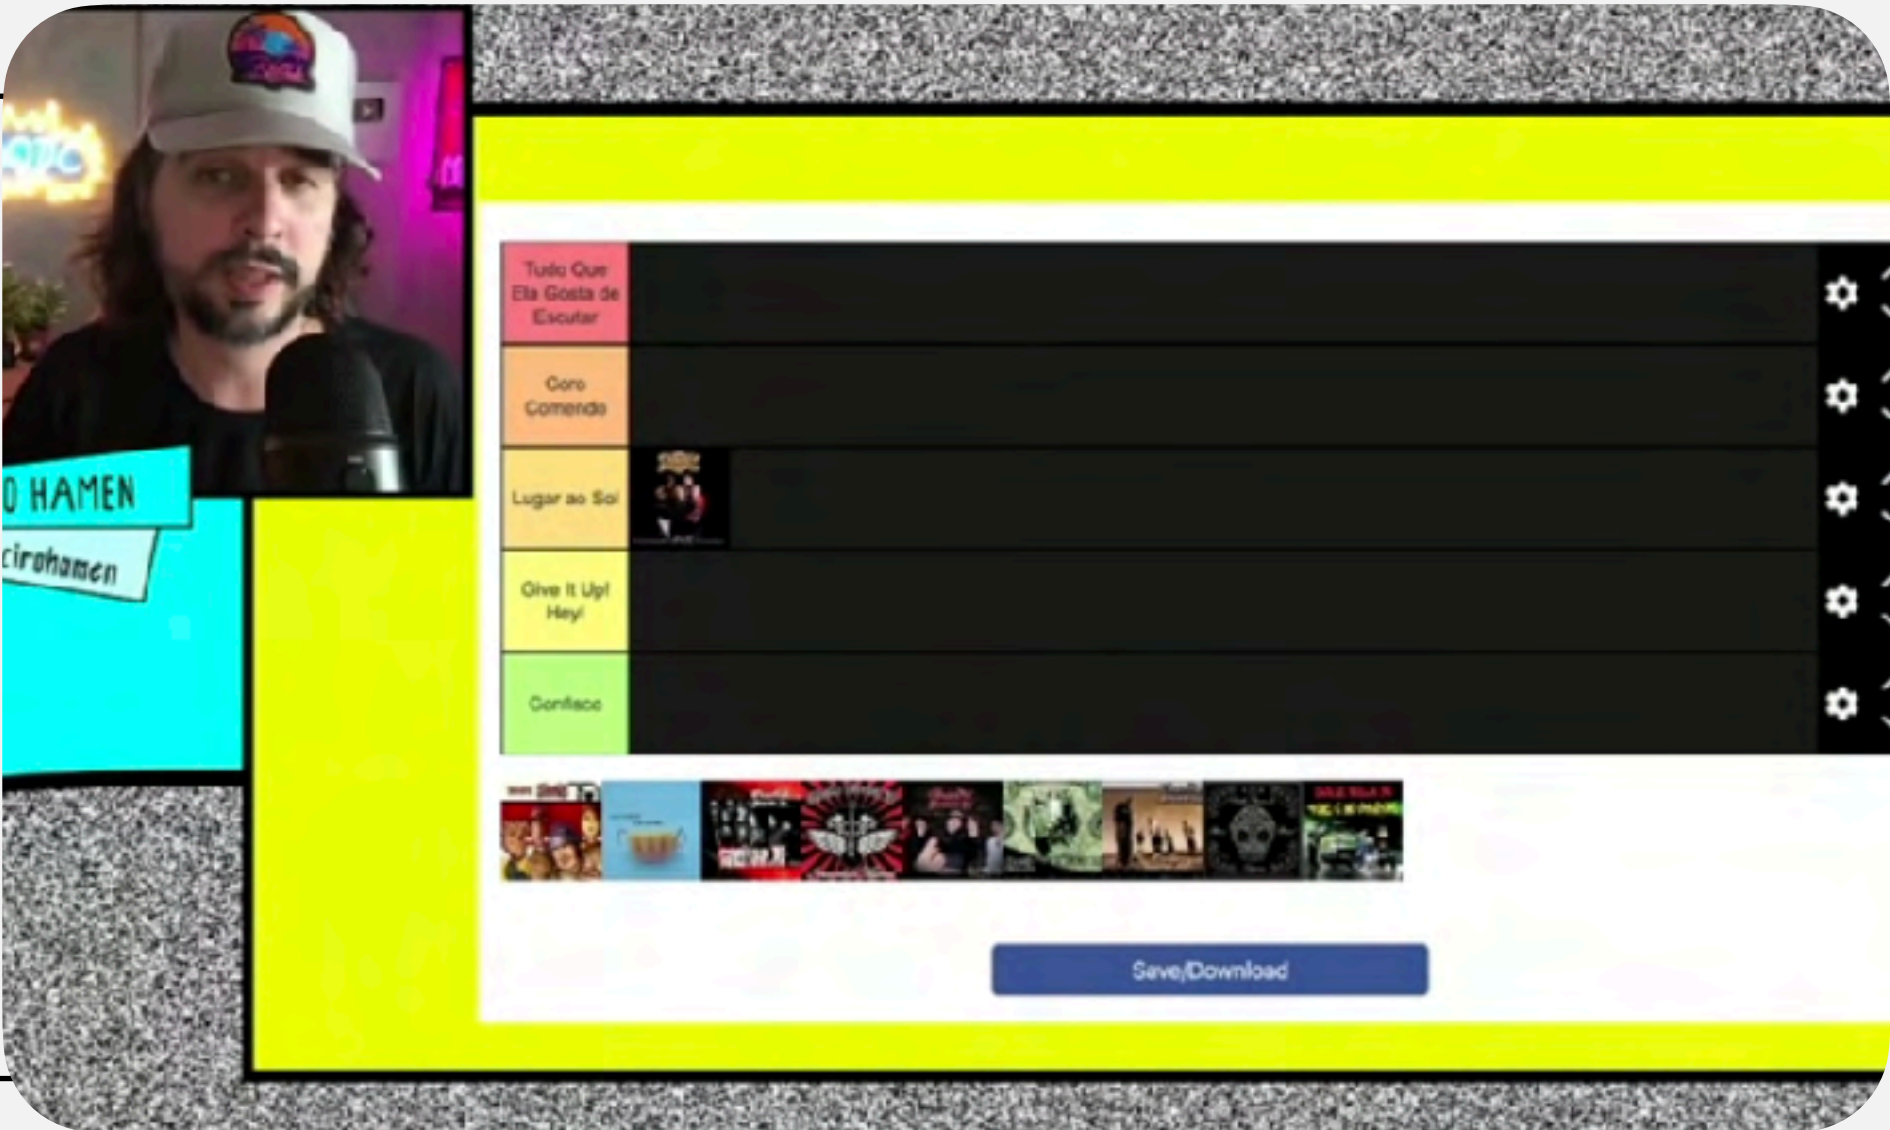 O HAMEN
cirohamen
Tudo Que
Ela Gosta de
Escutar
Coro
Comendo
Lugar ao Sol
Give It Up!
Hey!
Confisco
Save/Download